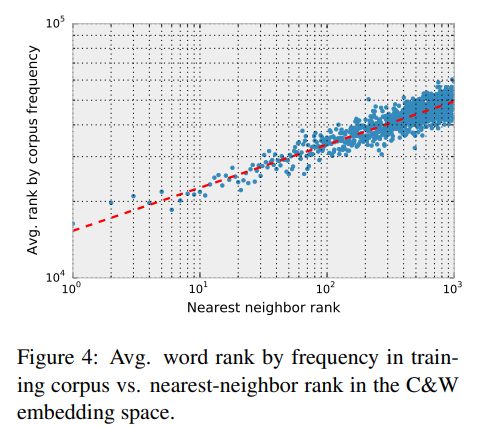 10^5
Avg. rank by corpus frequency
10^4
10^0 10^1 10^2 10^3
Nearest neighbor rank
Figure 4: Avg. word rank by frequency in train-
ing corpus vs. nearest-neighbor rank in the C&W
embedding space.